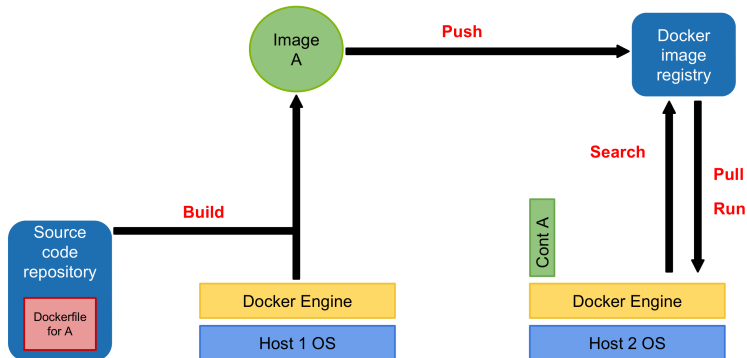 Image
A
Push
Docker
image
registry
Search
Pull
Run
Build
Cont A
Source
code
repository
Dockerfile
for A
Docker Engine
Host 1 OS
Docker Engine
Host 2 OS